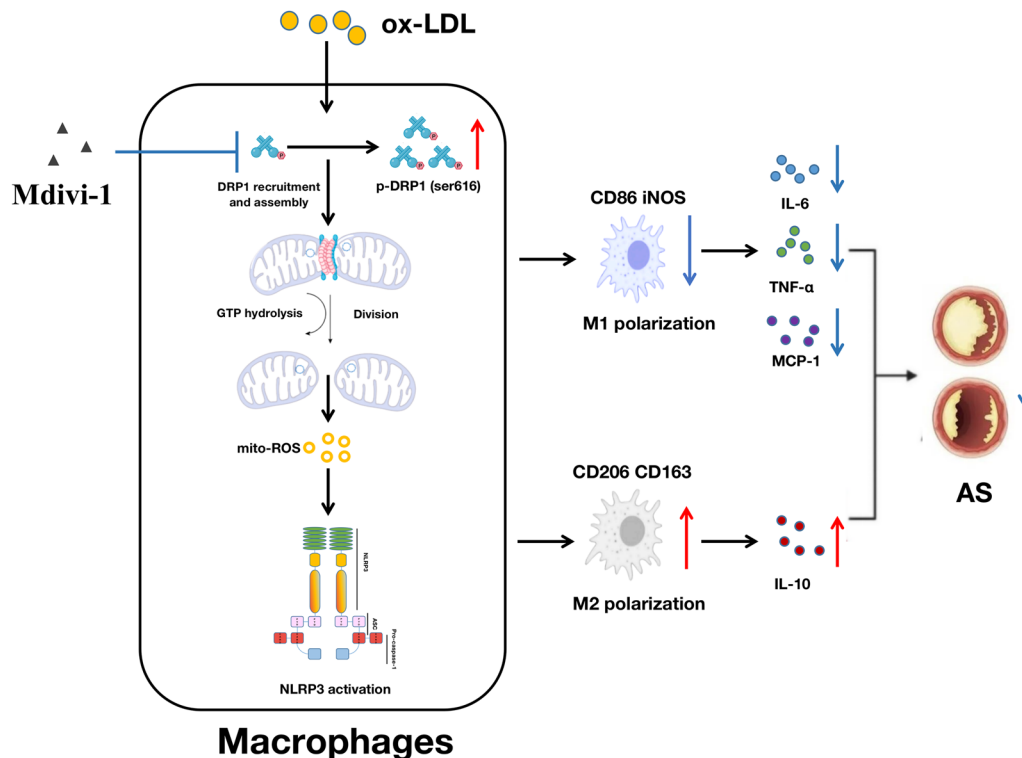 ox-LDL
Mdivi-1
P
P
P
P
P
DRP1 recruitment
and assembly
p-DRP1 (ser616)
GTP hydrolysis
Division
mito-ROS
NLRP3
ASC
Pro-caspase-1
NLRP3 activation
Macrophages
CD86 iNOS
M1 polarization
IL-6
TNF-α
MCP-1
CD206 CD163
M2 polarization
IL-10
AS